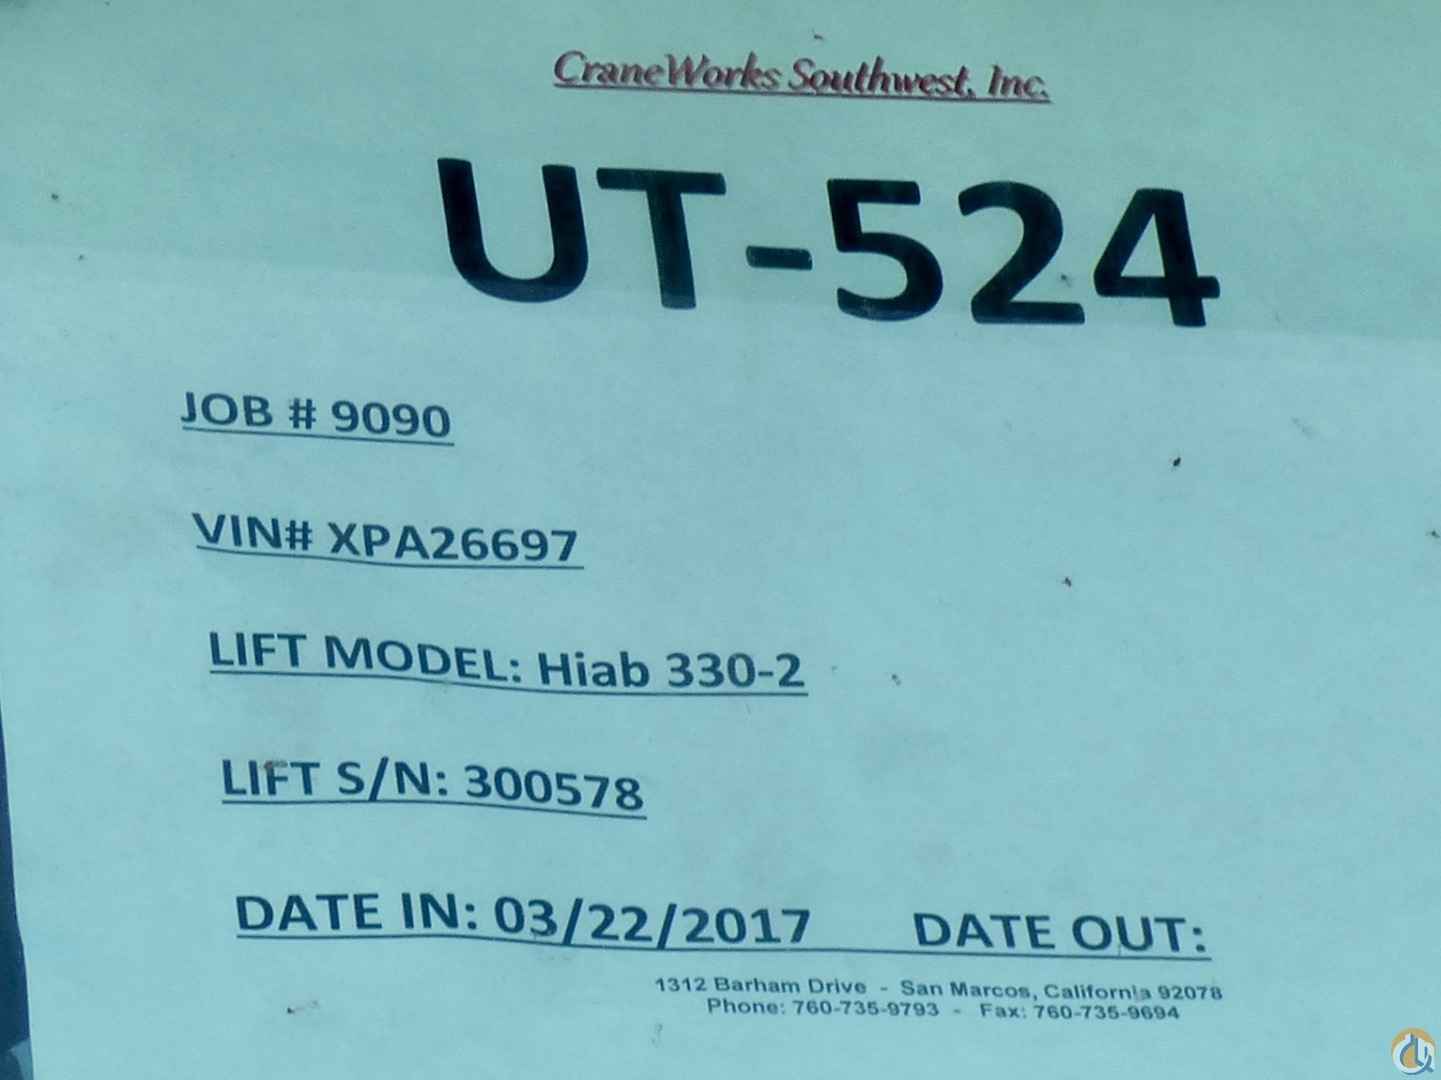 CraneWorks Southwest, Inc.
UT-524
JOB # 9090
VIN# XPA26697
LIFT MODEL: Hiab 330-2
LIFT S/N: 300578
DATE IN: 03/22/2017 DATE OUT:
1312 Barham Drive - San Marcos, California 92078
Phone: 760-735-9793 - Fax: 760-735-9694